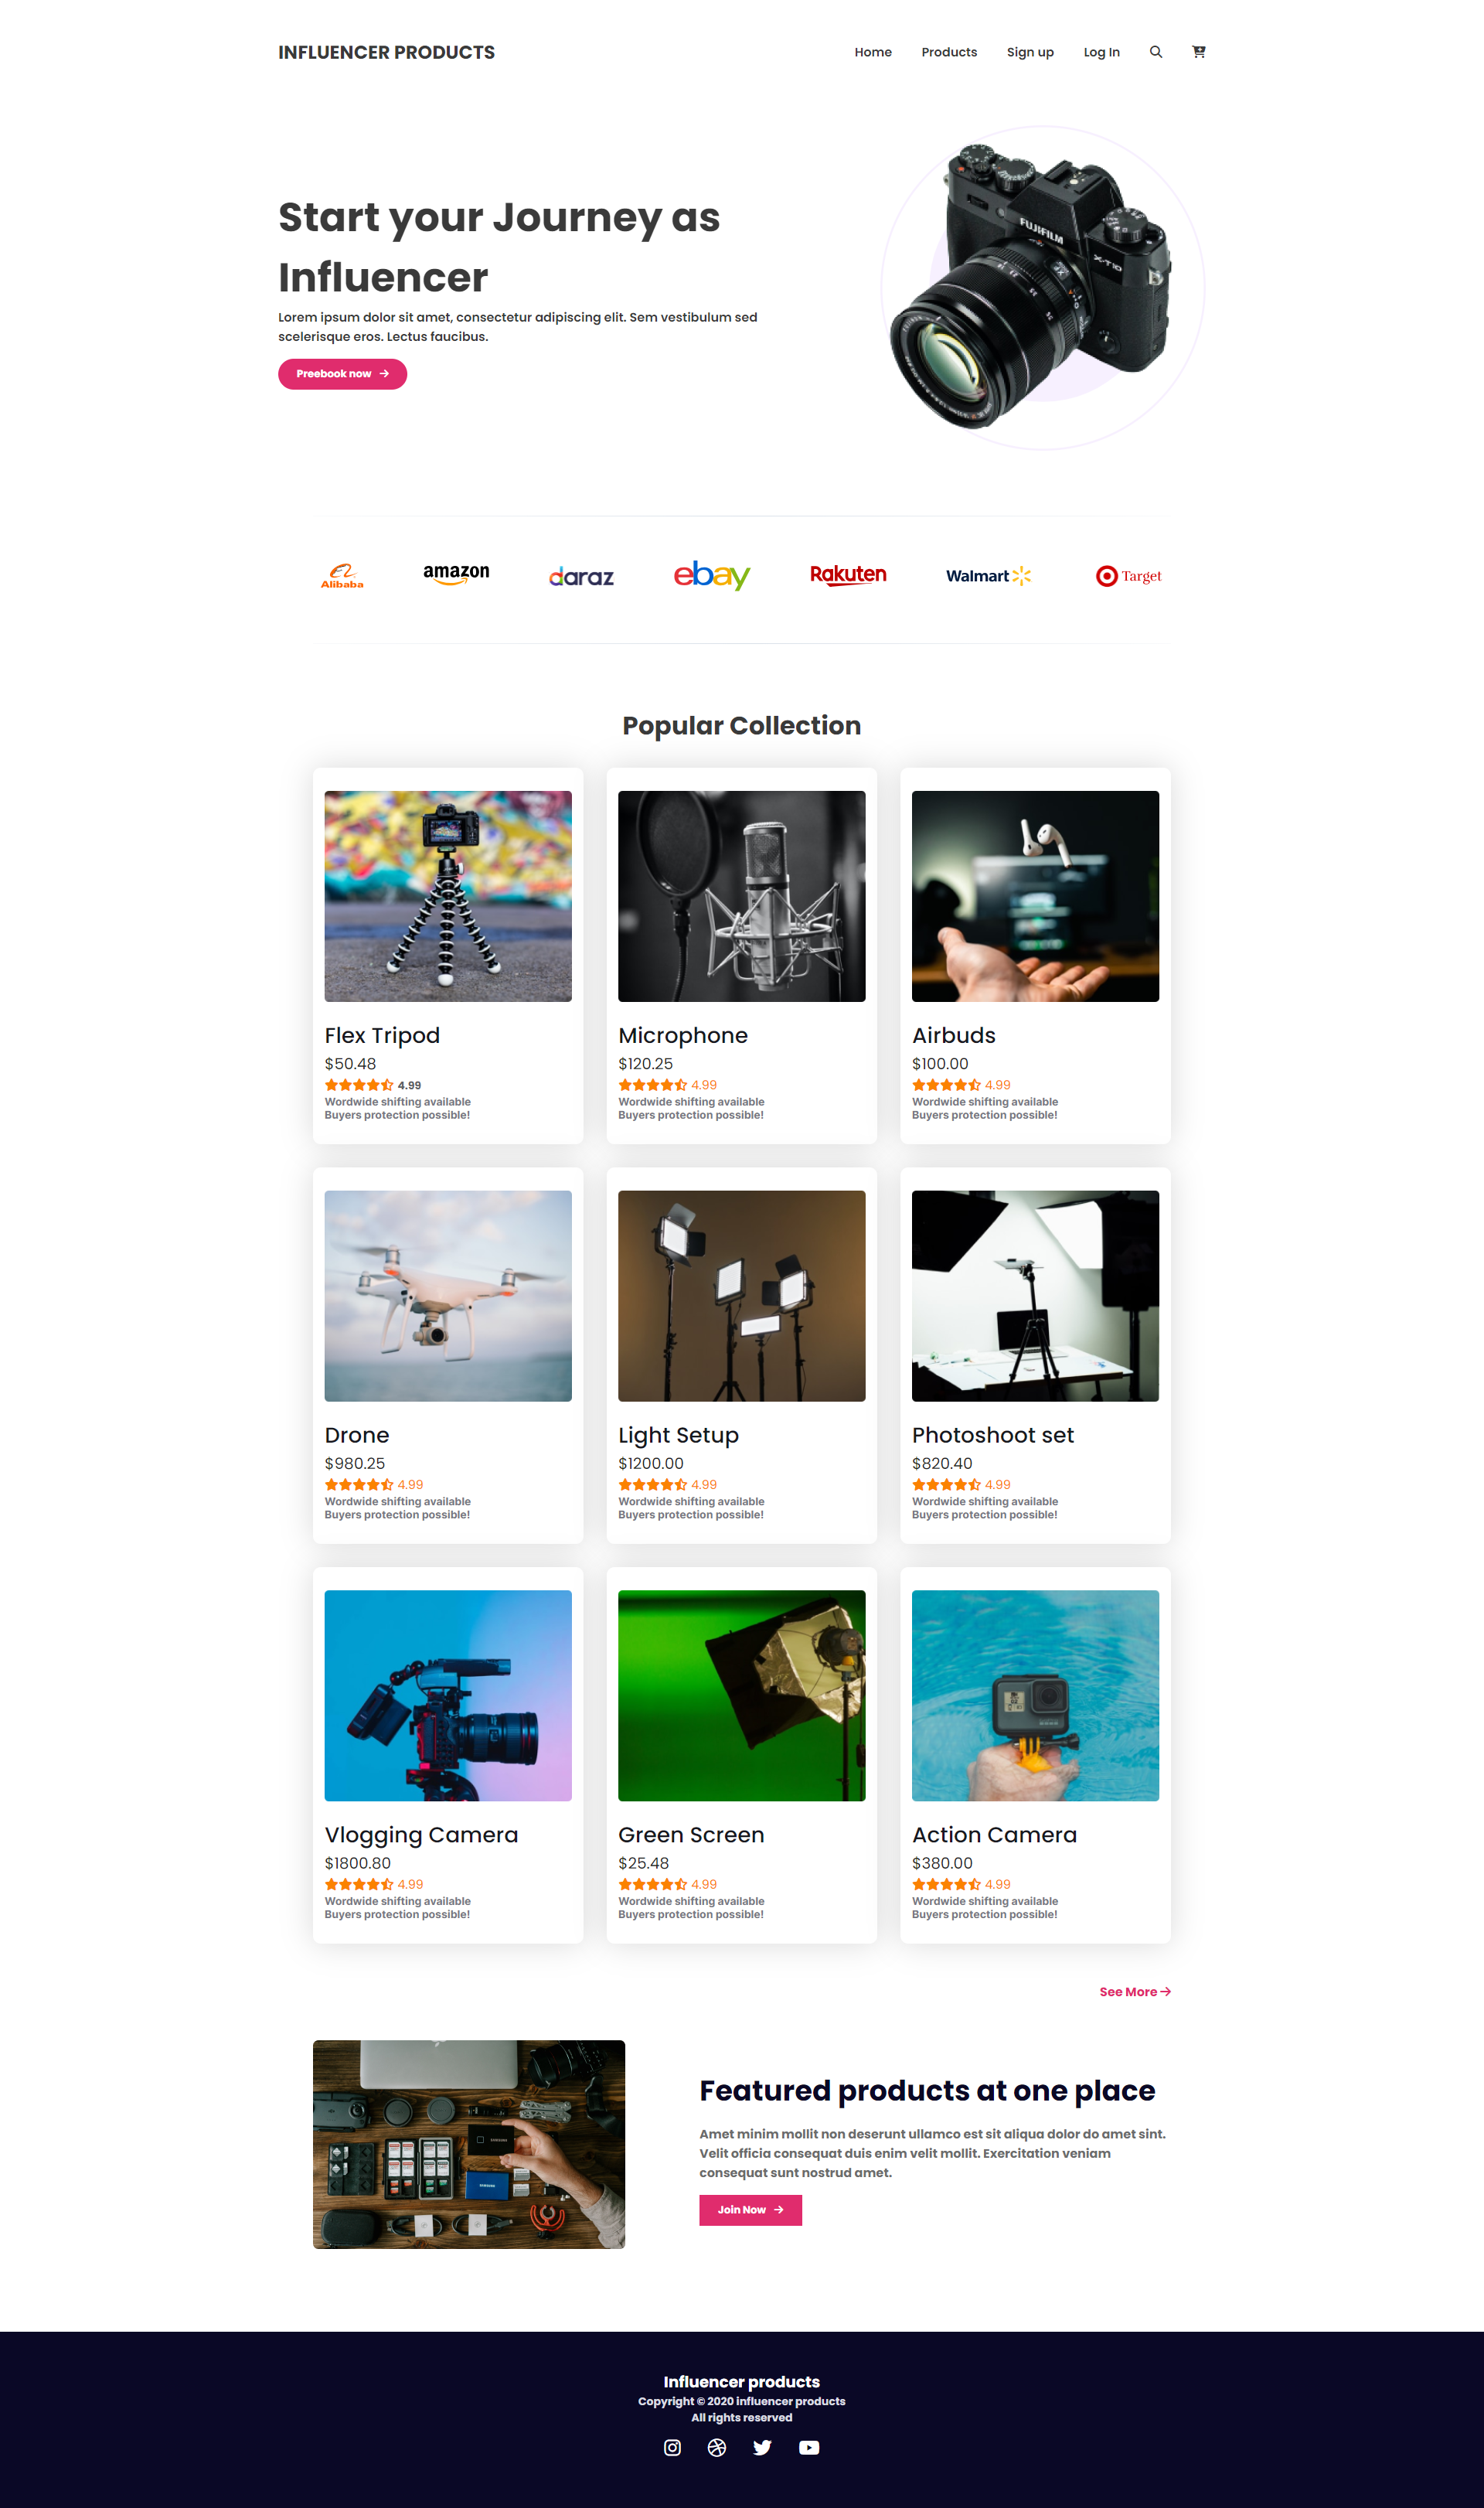 INFLUENCER PRODUCTS
Home Products Sign up Log In
FUJIFILM
X-T10
Start your Journey as
Influencer
Lorem ipsum dolor sit amet, consectetur adipiscing elit. Sem vestibulum sed
scelerisque eros. Lectus faucibus.
Preebook now
Alibaba amazon daraz ebay Rakuten Walmart Target
Popular Collection
Flex Tripod
$50.48
4.99
Wordwide shifting available
Buyers protection possible!
Microphone
$120.25
4.99
Wordwide shifting available
Buyers protection possible!
Airbuds
$100.00
4.99
Wordwide shifting available
Buyers protection possible!
Drone
$980.25
4.99
Wordwide shifting available
Buyers protection possible!
Light Setup
$1200.00
4.99
Wordwide shifting available
Buyers protection possible!
Photoshoot set
$820.40
4.99
Wordwide shifting available
Buyers protection possible!
Vlogging Camera
$1800.80
4.99
Wordwide shifting available
Buyers protection possible!
Green Screen
$25.48
4.99
Wordwide shifting available
Buyers protection possible!
Action Camera
$380.00
4.99
Wordwide shifting available
Buyers protection possible!
See More
Featured products at one place
Amet minim mollit non deserunt ullamco est sit aliqua dolor do amet sint.
Velit officia consequat duis enim velit mollit. Exercitation veniam
consequat sunt nostrud amet.
Join Now
Influencer products
Copyright © 2020 influencer products
All rights reserved